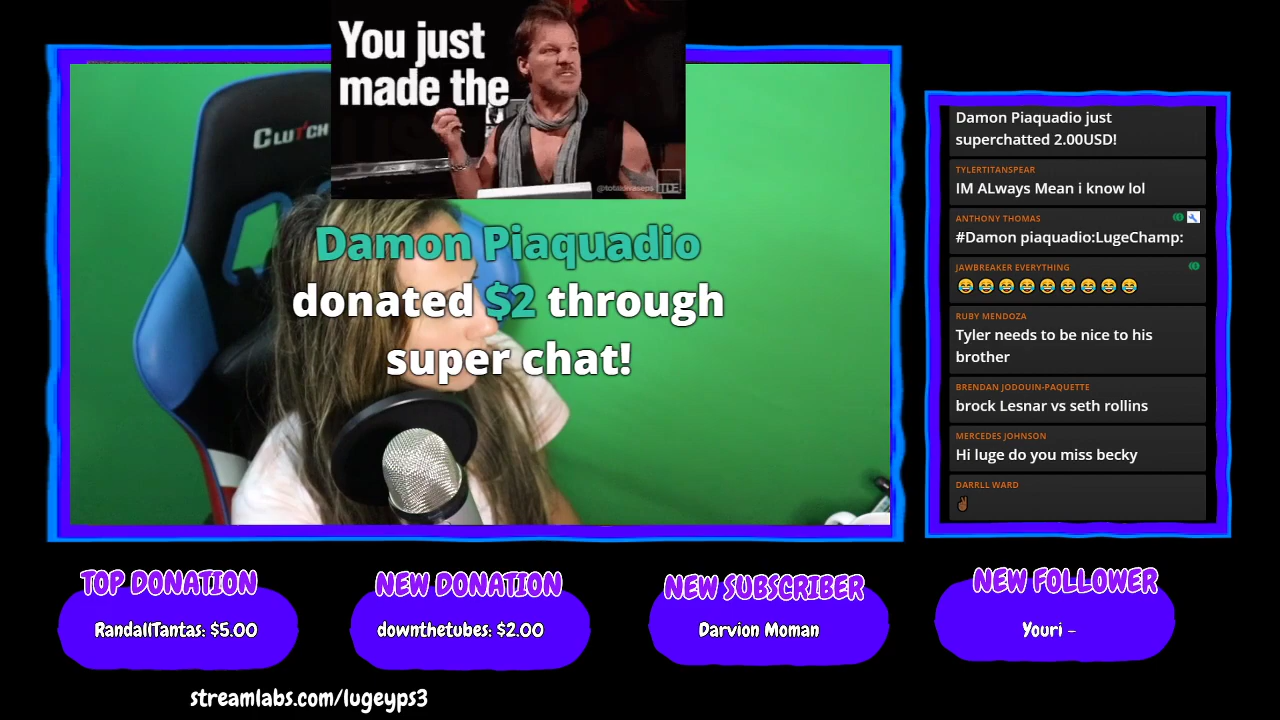 You just
made the
CLUTCH
Damon Piaquadio
donated $2 through
super chat!
Damon Piaquadio just
superchatted 2.00USD!
TYLERTITANSPEAR
IM ALways Mean i know lol
ANTHONY THOMAS
#Damon piaquadio:LugeChamp:
JAWBREAKER EVERYTHING
😂😂😂😂😂😂😂😂😂
RUBY MENDOZA
Tyler needs to be nice to his
brother
BRENDAN JODOUIN-PAQUETTE
brock Lesnar vs seth rollins
MERCEDES JOHNSON
Hi luge do you miss becky
DARRLL WARD
✌🏾
TOP DONATION
RandallTantas: $5.00
NEW DONATION
downthetubes: $2.00
NEW SUBSCRIBER
Darvion Moman
NEW FOLLOWER
Youri –
streamlabs.com/lugeyps3